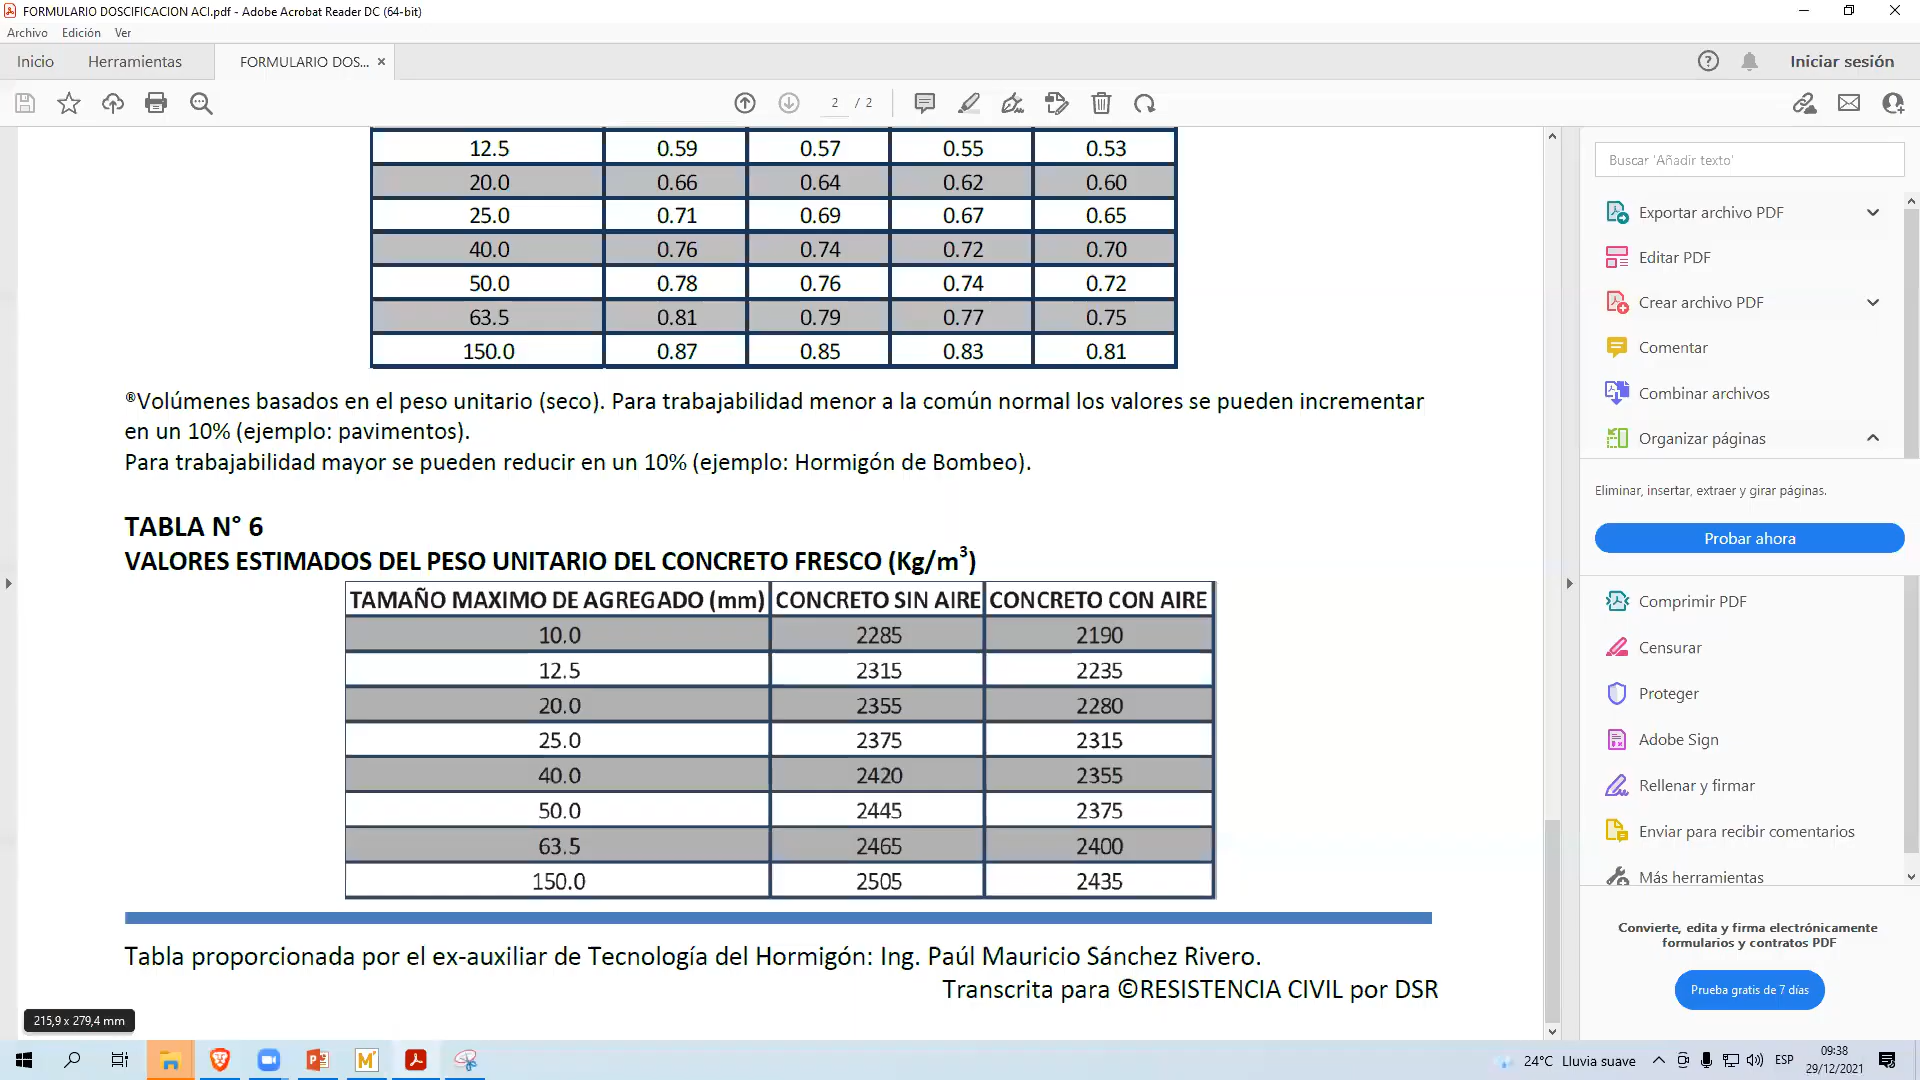 FORMULARIO DOSCIFICACION ACI.pdf - Adobe Acrobat Reader DC (64-bit)
Archivo Edición Ver
Inicio Herramientas FORMULARIO DOS... × Iniciar sesión
2 / 2
12.5 0.59 0.57 0.55 0.53
20.0 0.66 0.64 0.62 0.60
25.0 0.71 0.69 0.67 0.65
40.0 0.76 0.74 0.72 0.70
50.0 0.78 0.76 0.74 0.72
63.5 0.81 0.79 0.77 0.75
150.0 0.87 0.85 0.83 0.81
®Volúmenes basados en el peso unitario (seco). Para trabajabilidad menor a la común normal los valores se pueden incrementar
en un 10% (ejemplo: pavimentos).
Para trabajabilidad mayor se pueden reducir en un 10% (ejemplo: Hormigón de Bombeo).
TABLA N° 6
VALORES ESTIMADOS DEL PESO UNITARIO DEL CONCRETO FRESCO (Kg/m³)
TAMAÑO MAXIMO DE AGREGADO (mm) CONCRETO SIN AIRE CONCRETO CON AIRE
10.0 2285 2190
12.5 2315 2235
20.0 2355 2280
25.0 2375 2315
40.0 2420 2355
50.0 2445 2375
63.5 2465 2400
150.0 2505 2435
Tabla proporcionada por el ex-auxiliar de Tecnología del Hormigón: Ing. Paúl Mauricio Sánchez Rivero.
Transcrita para ©RESISTENCIA CIVIL por DSR
215,9 x 279,4 mm
Buscar 'Añadir texto'
Exportar archivo PDF
Editar PDF
Crear archivo PDF
Comentar
Combinar archivos
Organizar páginas
Eliminar, insertar, extraer y girar páginas.
Probar ahora
Comprimir PDF
Censurar
Proteger
Adobe Sign
Rellenar y firmar
Enviar para recibir comentarios
Más herramientas
Convierte, edita y firma electrónicamente
formularios y contratos PDF
Prueba gratis de 7 días
24°C Lluvia suave ESP 09:38
29/12/2021